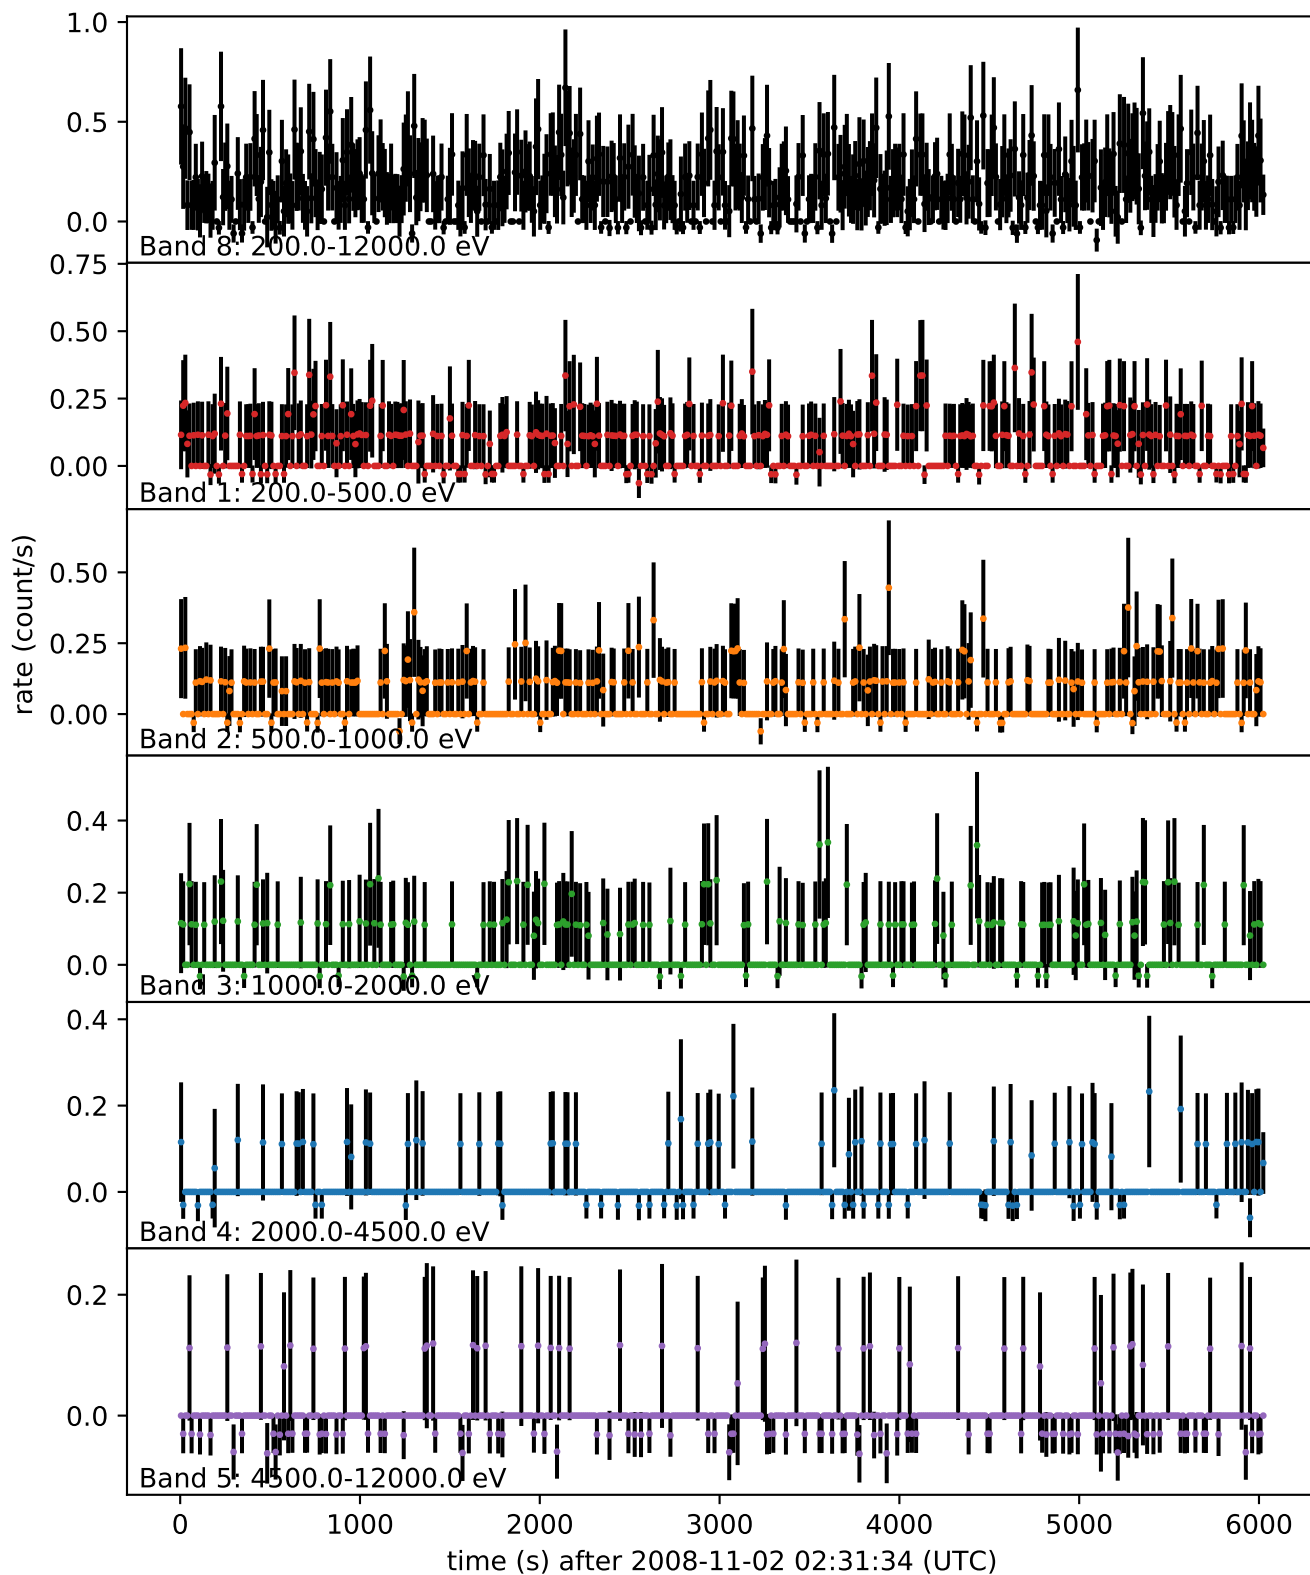 1.0
0.5
0.0
Band 8: 200.0-12000.0 eV
0.75
0.50
0.25
0.00
Band 1: 200.0-500.0 eV
rate (count/s)
0.50
0.25
0.00
Band 2: 500.0-1000.0 eV
0.4
0.2
0.0
Band 3: 1000.0-2000.0 eV
0.4
0.2
0.0
Band 4: 2000.0-4500.0 eV
0.2
0.0
Band 5: 4500.0-12000.0 eV
0 1000 2000 3000 4000 5000 6000
time (s) after 2008-11-02 02:31:34 (UTC)